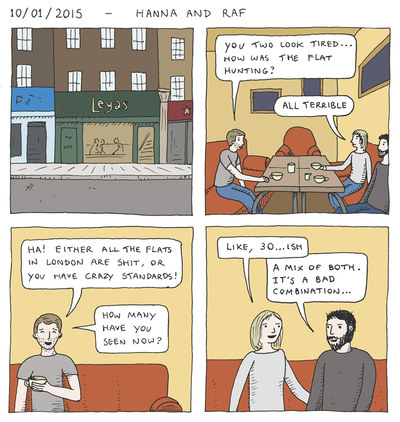 10/01/2015 - HANNA AND RAF
Legas
YOU TWO LOOK TIRED...
HOW WAS THE FLAT
HUNTING?
ALL TERRIBLE
HA! EITHER ALL THE FLATS
IN LONDON ARE SHIT, OR
YOU HAVE CRAZY STANDARDS!
HOW MANY
HAVE YOU
SEEN NOW?
LIKE, 30...ISH
A MIX OF BOTH.
IT'S A BAD
COMBINATION...